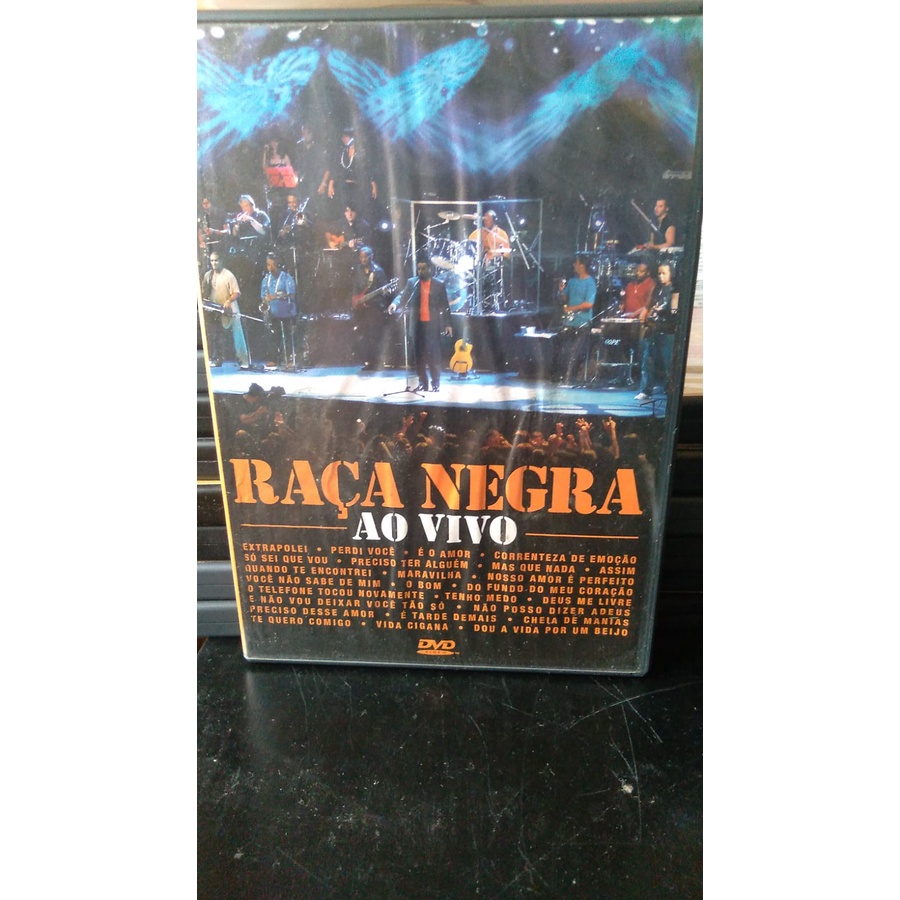 RAÇA NEGRA
AO VIVO
EXTRAPOLEI • PERDI VOCÊ • É O AMOR • CORRENTEZA DE EMOÇÃO
SÓ SEI QUE VOU • PRECISO TER ALGUÉM • MAS QUE NADA • ASSIM
QUANDO TE ENCONTREI • MARAVILHA • NOSSO AMOR É PERFEITO
VOCÊ NÃO SABE DE MIM • O BOM • DO FUNDO DO MEU CORAÇÃO
O TELEFONE TOCOU NOVAMENTE • TENHO MEDO • DEUS ME LIVRE
E NÃO VOU DEIXAR VOCÊ TÃO SÓ • NÃO POSSO DIZER ADEUS
PRECISO DESSE AMOR • É TARDE DEMAIS • CHEIA DE MANIAS
TE QUERO COMIGO • VIDA CIGANA • DOU A VIDA POR UM BEIJO
DVD
VIDEO